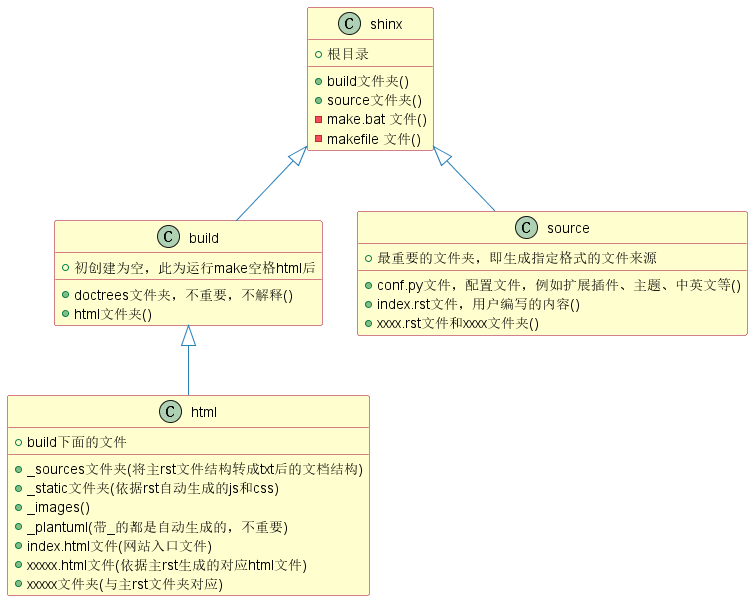 C shinx
根目录
build文件夹()
source文件夹()
make.bat 文件()
makefile 文件()
C build
初创建为空，此为运行make空格html后
doctrees文件夹，不重要，不解释()
html文件夹()
C source
最重要的文件夹，即生成指定格式的文件来源
conf.py文件，配置文件，例如扩展插件、主题、中英文等()
index.rst文件，用户编写的内容()
xxxx.rst文件和xxxx文件夹()
C html
build下面的文件
_sources文件夹(将主rst文件结构转成txt后的文档结构)
_static文件夹(依据rst自动生成的js和css)
_images()
_plantuml(带_的都是自动生成的，不重要)
index.html文件(网站入口文件)
xxxxx.html文件(依据主rst生成的对应html文件)
xxxxx文件夹(与主rst文件夹对应)